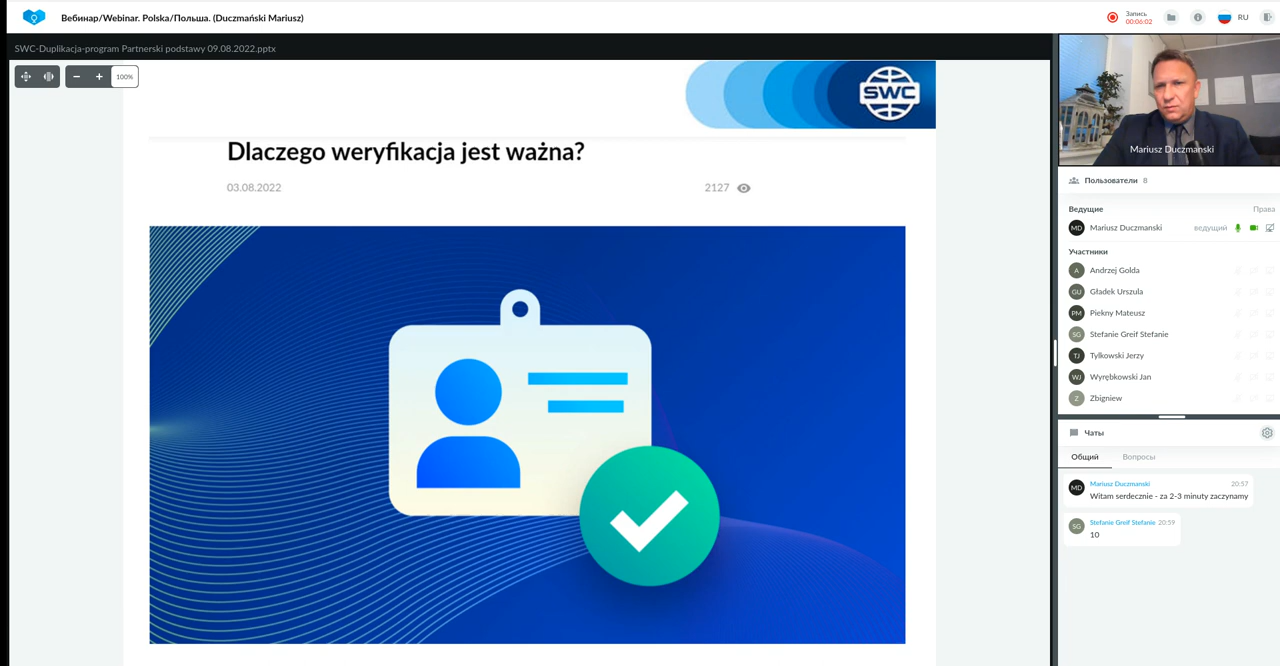 Вебинар/Webinar. Polska/Польша. (Duczmański Mariusz)
Запись
00:06:02
RU
SWC-Duplikacja-program Partnerski podstawy 09.08.2022.pptx
100%
SWC
Dlaczego weryfikacja jest ważna?
03.08.2022
2127
Mariusz Duczmanski
Пользователи 8
Ведущие Права
MD Mariusz Duczmanski ведущий
Участники
A Andrzej Golda
GU Gładek Urszula
PM Piekny Mateusz
SG Stefanie Greif Stefanie
TJ Tylkowski Jerzy
WJ Wyrębkowski Jan
Z Zbigniew
Чаты
Общий Вопросы
MD Mariusz Duczmanski 20:57
Witam serdecznie - za 2-3 minuty zaczynamy
SG Stefanie Greif Stefanie 20:59
10